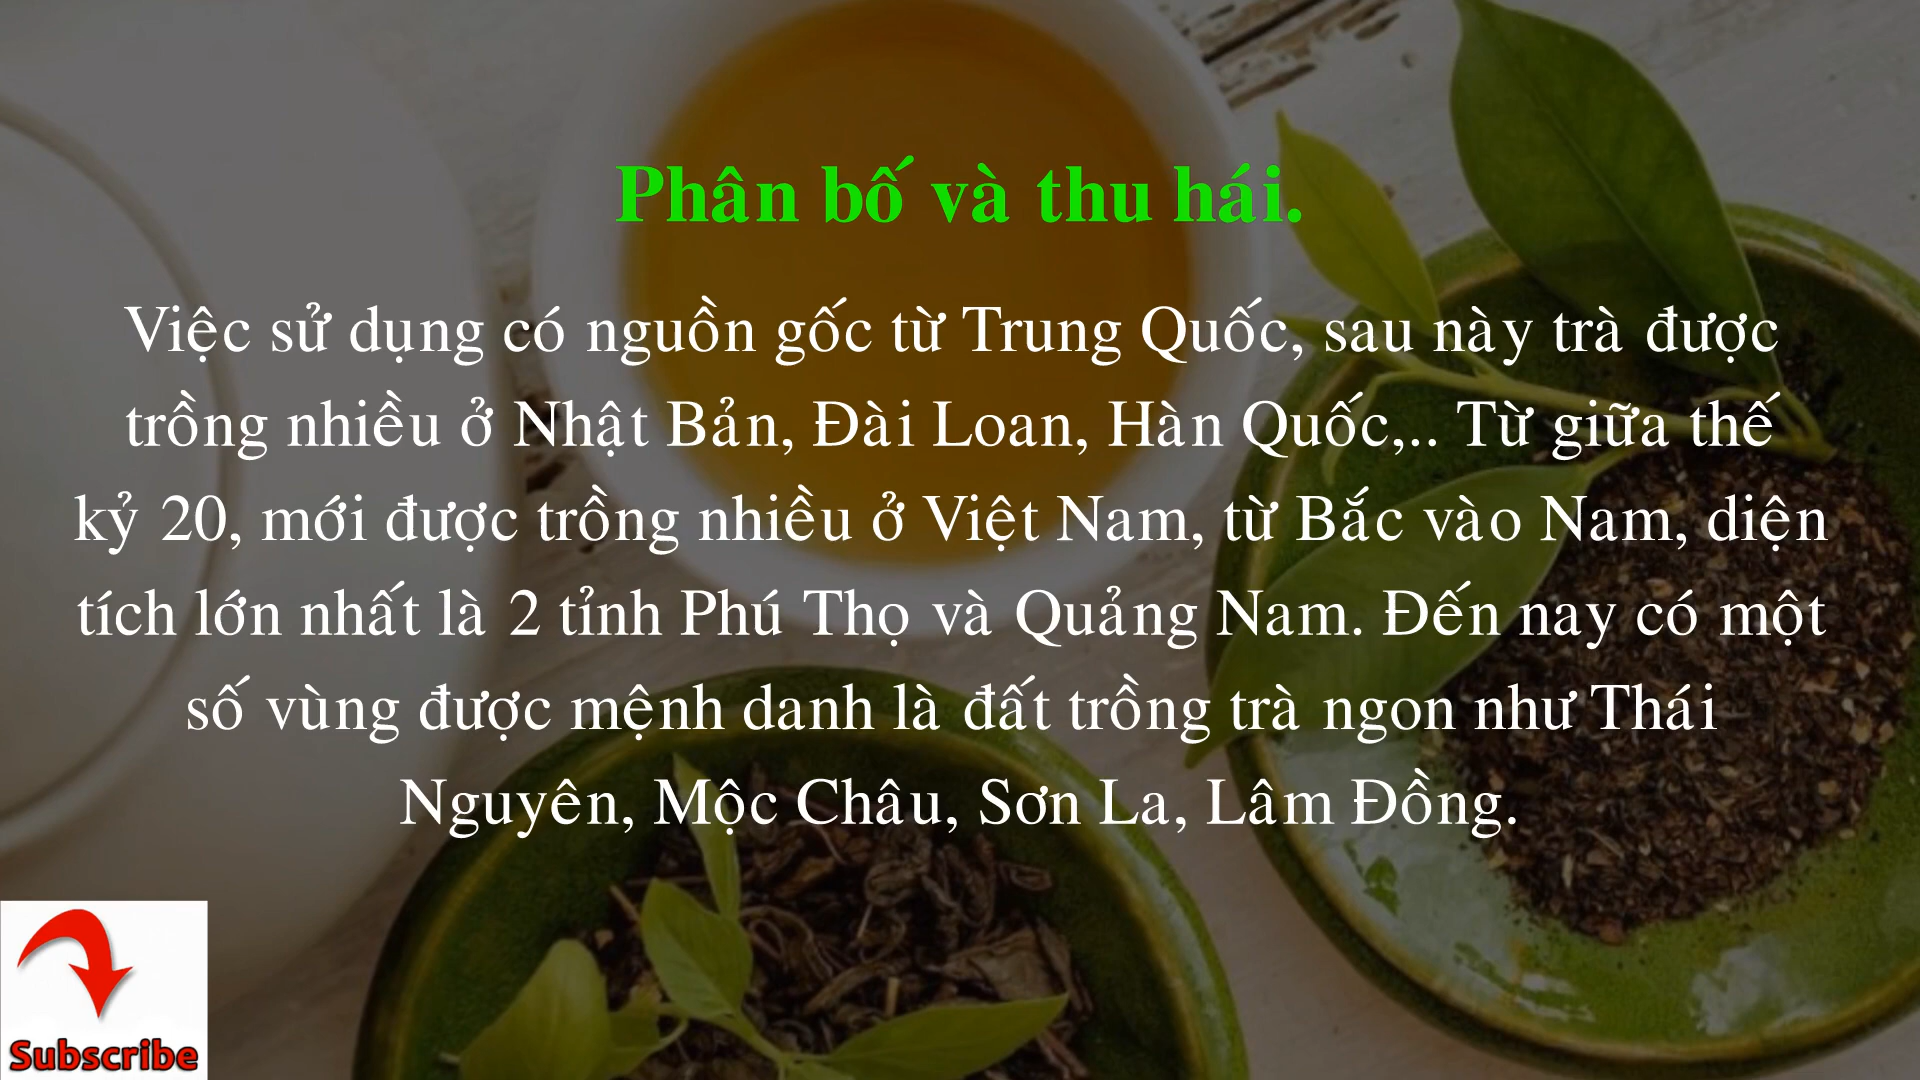 Phân bố và thu hái.
Việc sử dụng có nguồn gốc từ Trung Quốc, sau này trà được
trồng nhiều ở Nhật Bản, Đài Loan, Hàn Quốc,.. Từ giữa thế
kỷ 20, mới được trồng nhiều ở Việt Nam, từ Bắc vào Nam, diện
tích lớn nhất là 2 tỉnh Phú Thọ và Quảng Nam. Đến nay có một
số vùng được mệnh danh là đất trồng trà ngon như Thái
Nguyên, Mộc Châu, Sơn La, Lâm Đồng.
Subscribe